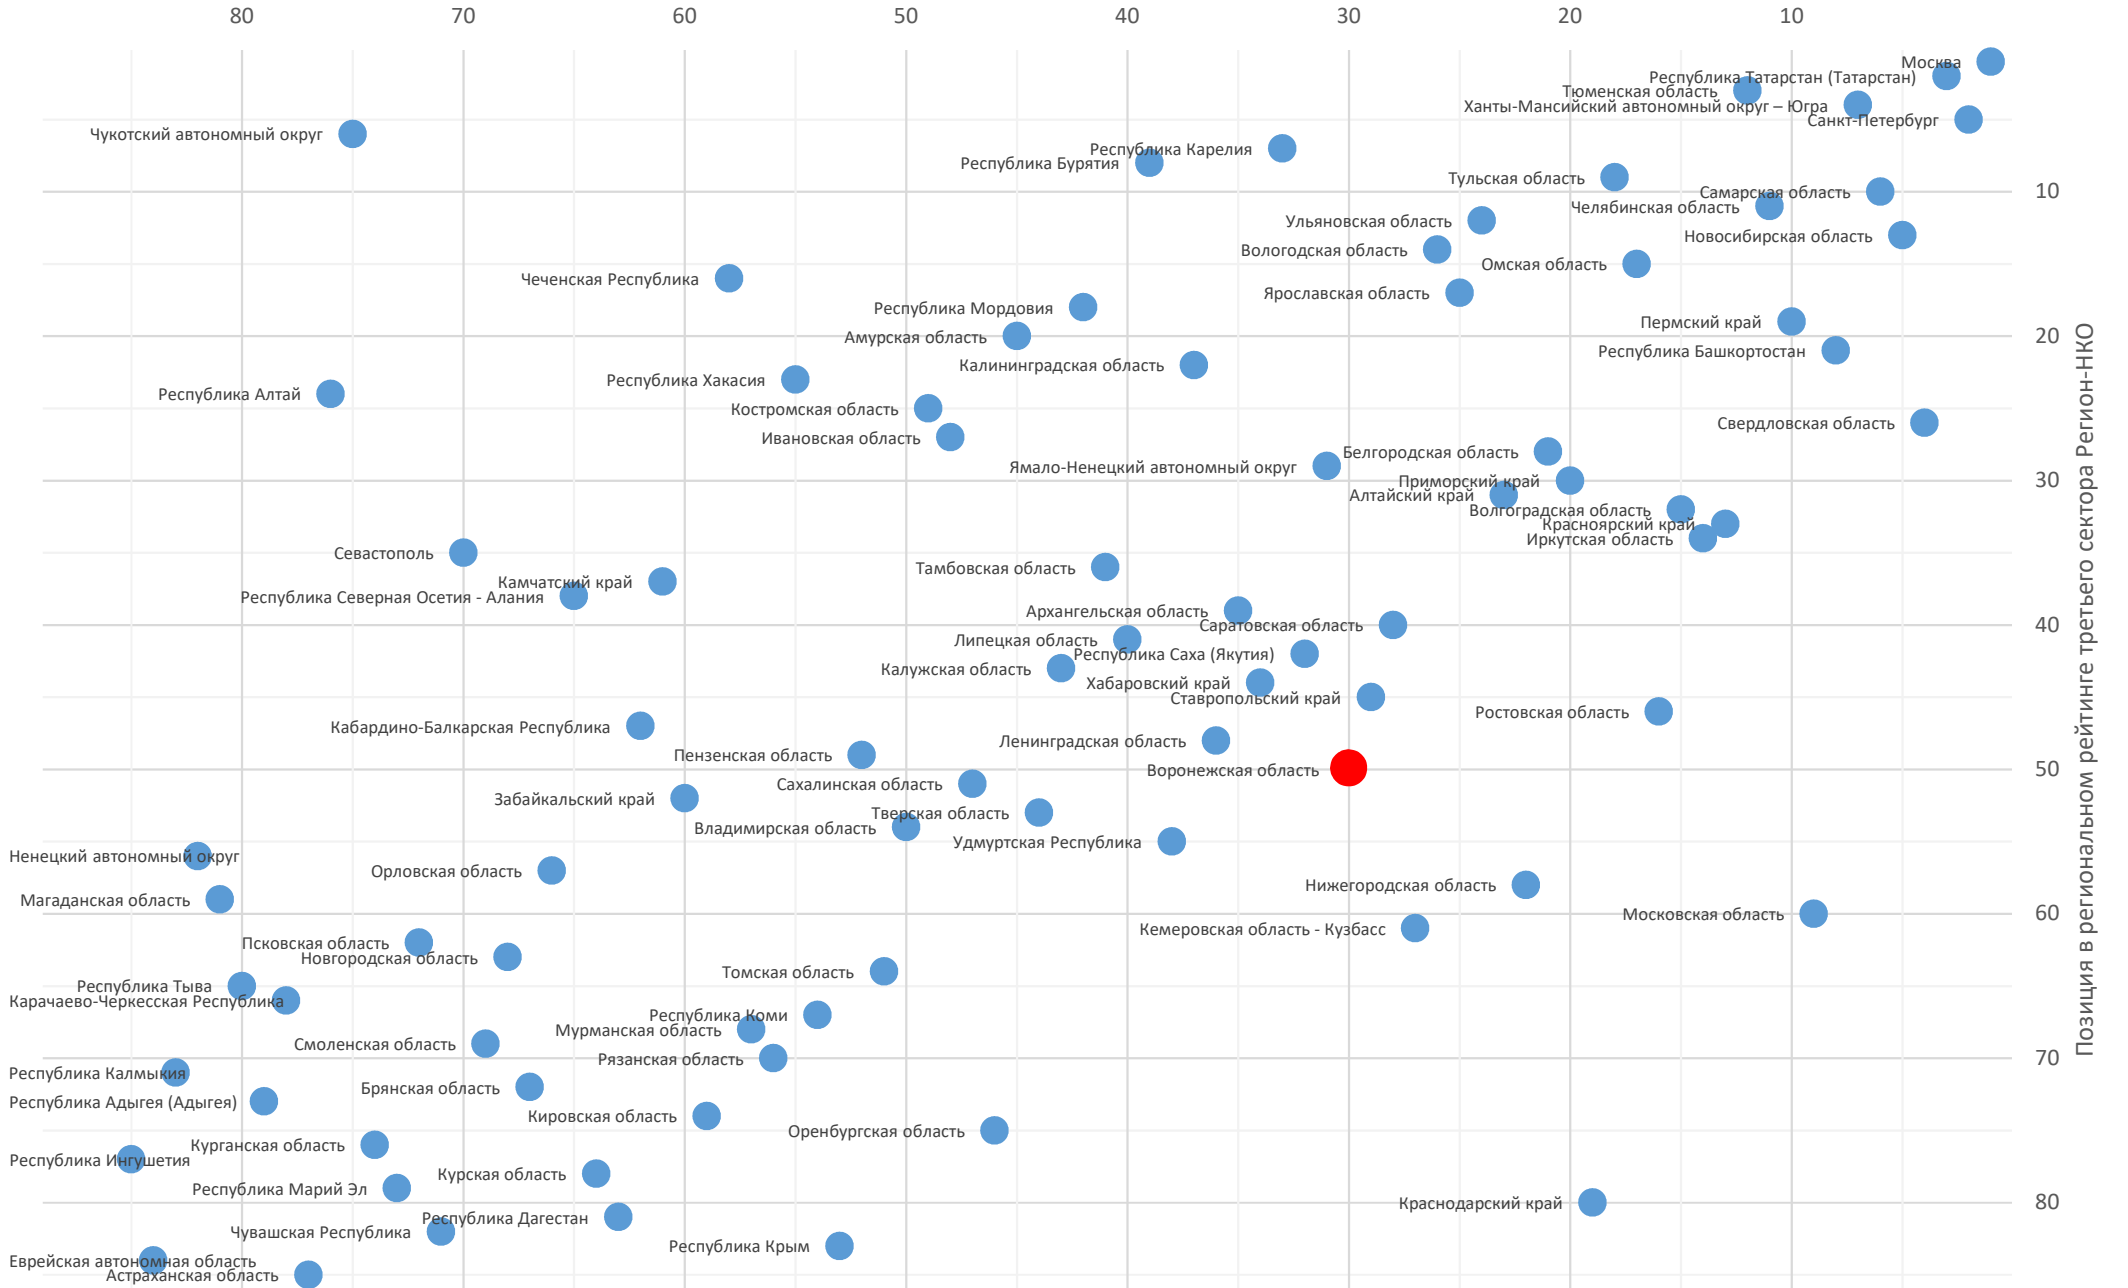 80 70 60 50 40 30 20 10
Москва
Республика Татарстан (Татарстан)
Тюменская область
Ханты-Мансийский автономный округ – Югра
Санкт-Петербург
Чукотский автономный округ
Республика Карелия
Республика Бурятия
Тульская область
Самарская область
10
Челябинская область
Ульяновская область
Новосибирская область
Вологодская область
Омская область
Чеченская Республика
Ярославская область
Республика Мордовия
Пермский край
Амурская область
20
Республика Башкортостан
Калининградская область
Республика Хакасия
Республика Алтай
Костромская область
Свердловская область
Ивановская область
Белгородская область
Ямало-Ненецкий автономный округ
Приморский край
30
Алтайский край
Волгоградская область
Красноярский край
Иркутская область
Севастополь
Тамбовская область
Камчатский край
Республика Северная Осетия - Алания
Архангельская область
Саратовская область
40
Липецкая область
Республика Саха (Якутия)
Калужская область
Хабаровский край
Ставропольский край
Ростовская область
Кабардино-Балкарская Республика
Ленинградская область
Пензенская область
Воронежская область
50
Сахалинская область
Забайкальский край
Тверская область
Владимирская область
Удмуртская Республика
Ненецкий автономный округ
Орловская область
Нижегородская область
Магаданская область
Московская область
60
Кемеровская область - Кузбасс
Псковская область
Новгородская область
Томская область
Республика Тыва
Карачаево-Черкесская Республика
Республика Коми
Мурманская область
Смоленская область
Рязанская область
70
Республика Калмыкия
Брянская область
Республика Адыгея (Адыгея)
Кировская область
Оренбургская область
Курганская область
Республика Ингушетия
Курская область
Республика Марий Эл
Краснодарский край
80
Республика Дагестан
Чувашская Республика
Республика Крым
Еврейская автономная область
Астраханская область
Позиция в региональном рейтинге третьего сектора Регион-НКО